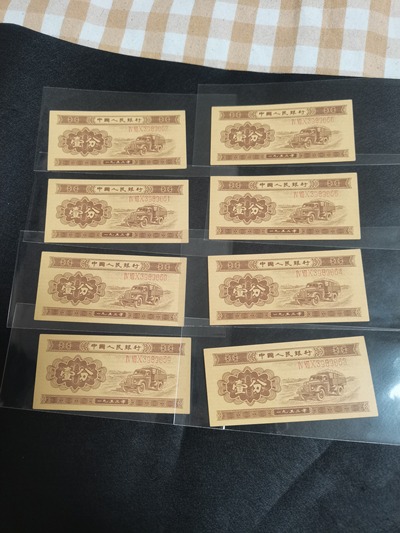 中國人民銀行
壹分
一九五三年
中國人民銀行
壹分
一九五三年
中國人民銀行
壹分
一九五三年
中國人民銀行
壹分
一九五三年
中國人民銀行
壹分
一九五三年
中國人民銀行
壹分
一九五三年
中國人民銀行
壹分
一九五三年
中國人民銀行
壹分
一九五三年